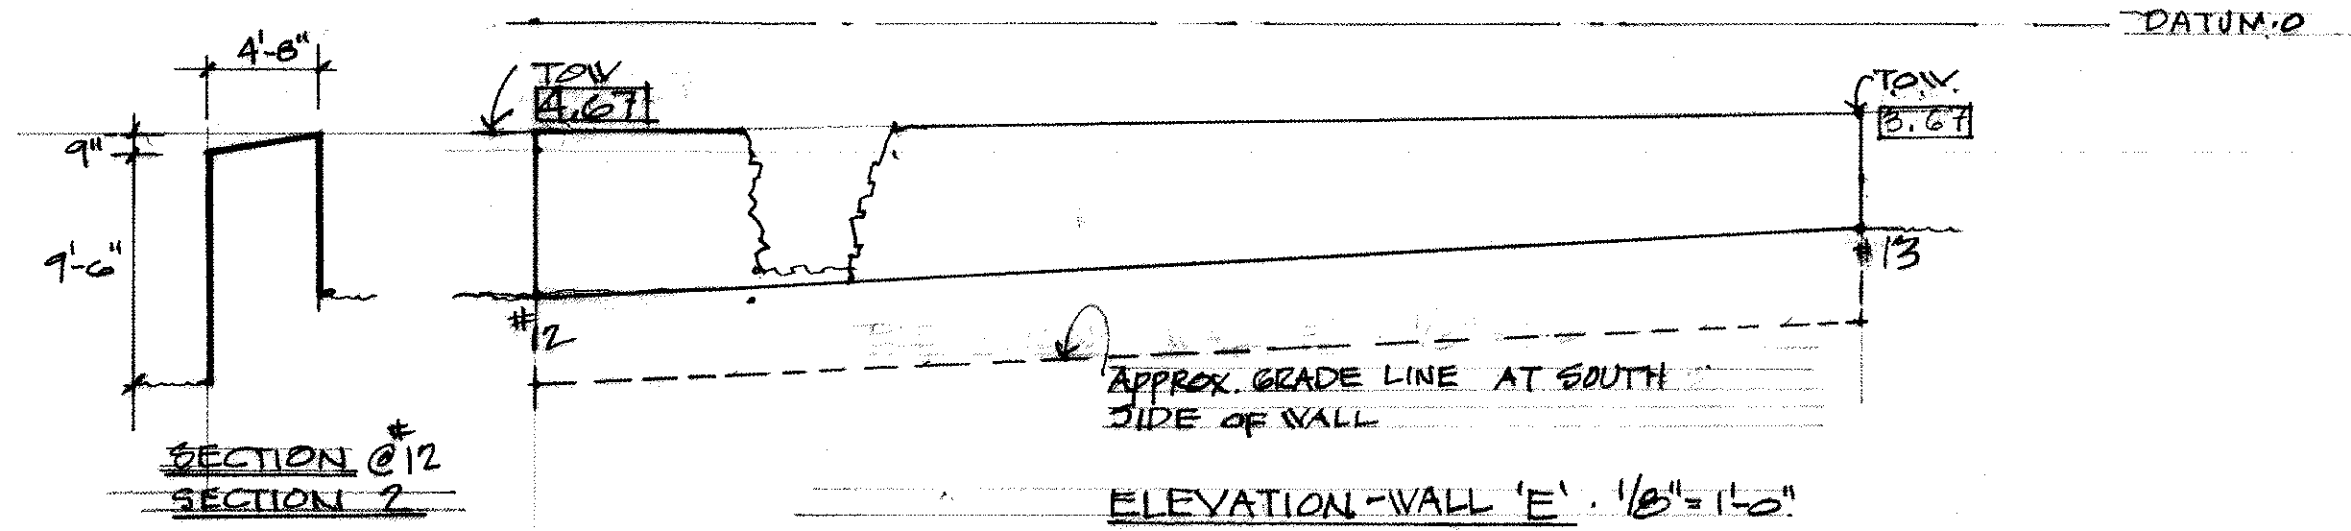 DATUM·0
4'-8"
TOW
4.67
T.O.W.
3.67
9"
9'-6"
#13
#12
APPROX. GRADE LINE AT SOUTH
SIDE OF WALL
SECTION @ #12
SECTION 2
ELEVATION-WALL 'E' · 1/8"=1'-0"